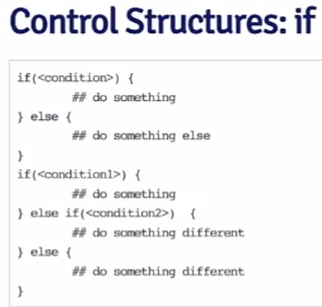 Control Structures: if
if(<condition>) {
## do something
} else {
## do something else
}
if(<condition1>) {
## do something
} else if(<condition2>)  {
## do something different
} else {
## do something different
}